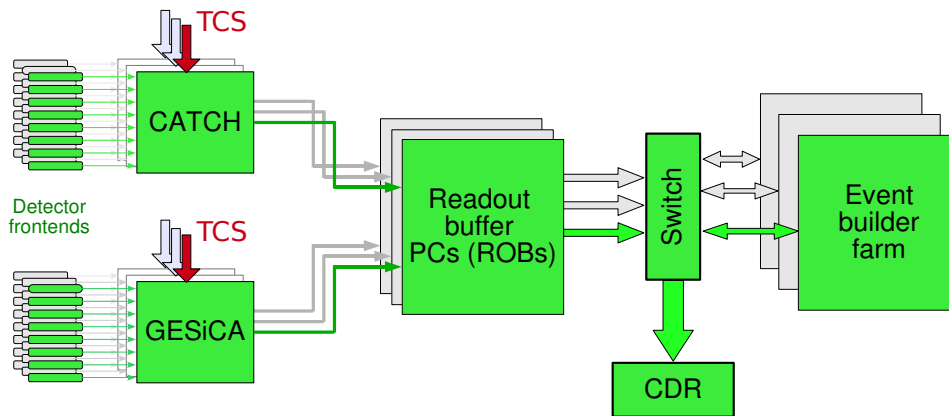 TCS
CATCH
Detector
frontends
TCS
GESiCA
Readout
buffer
PCs (ROBs)
Switch
Event
builder
farm
CDR